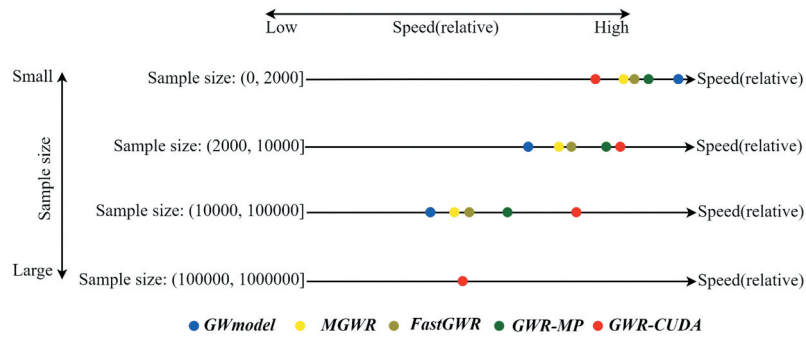 Low Speed(relative) High
Small Sample size: (0, 2000] Speed(relative)
Sample size: (2000, 10000] Speed(relative)
Sample size
Sample size: (10000, 100000] Speed(relative)
Large Sample size: (100000, 1000000] Speed(relative)
GWmodel MGWR FastGWR GWR-MP GWR-CUDA